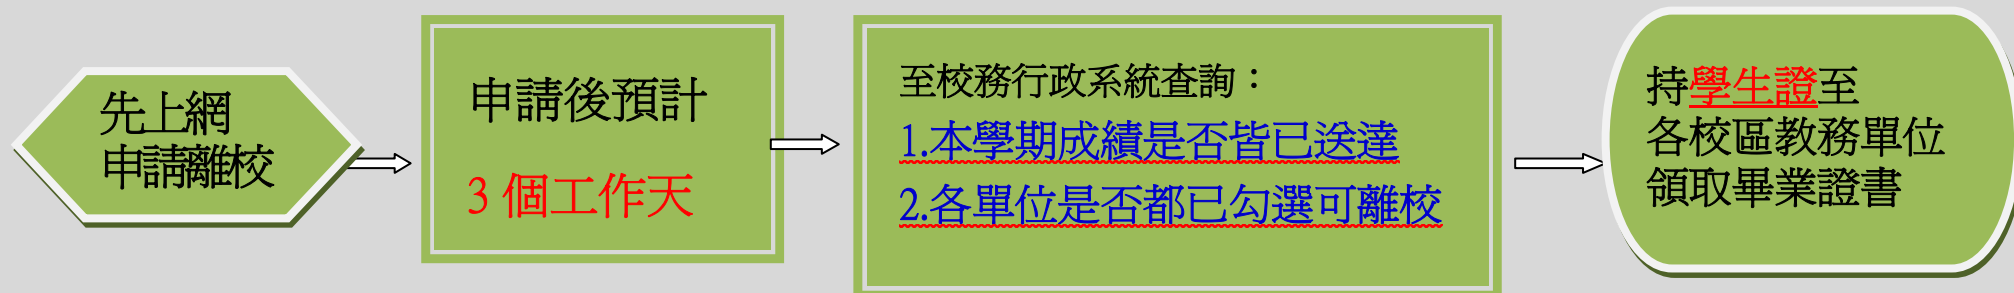 先上網
申請離校
申請後預計
3 個工作天
至校務行政系統查詢：
1.本學期成績是否皆已送達
2.各單位是否都已勾選可離校
持學生證至
各校區教務單位
領取畢業證書